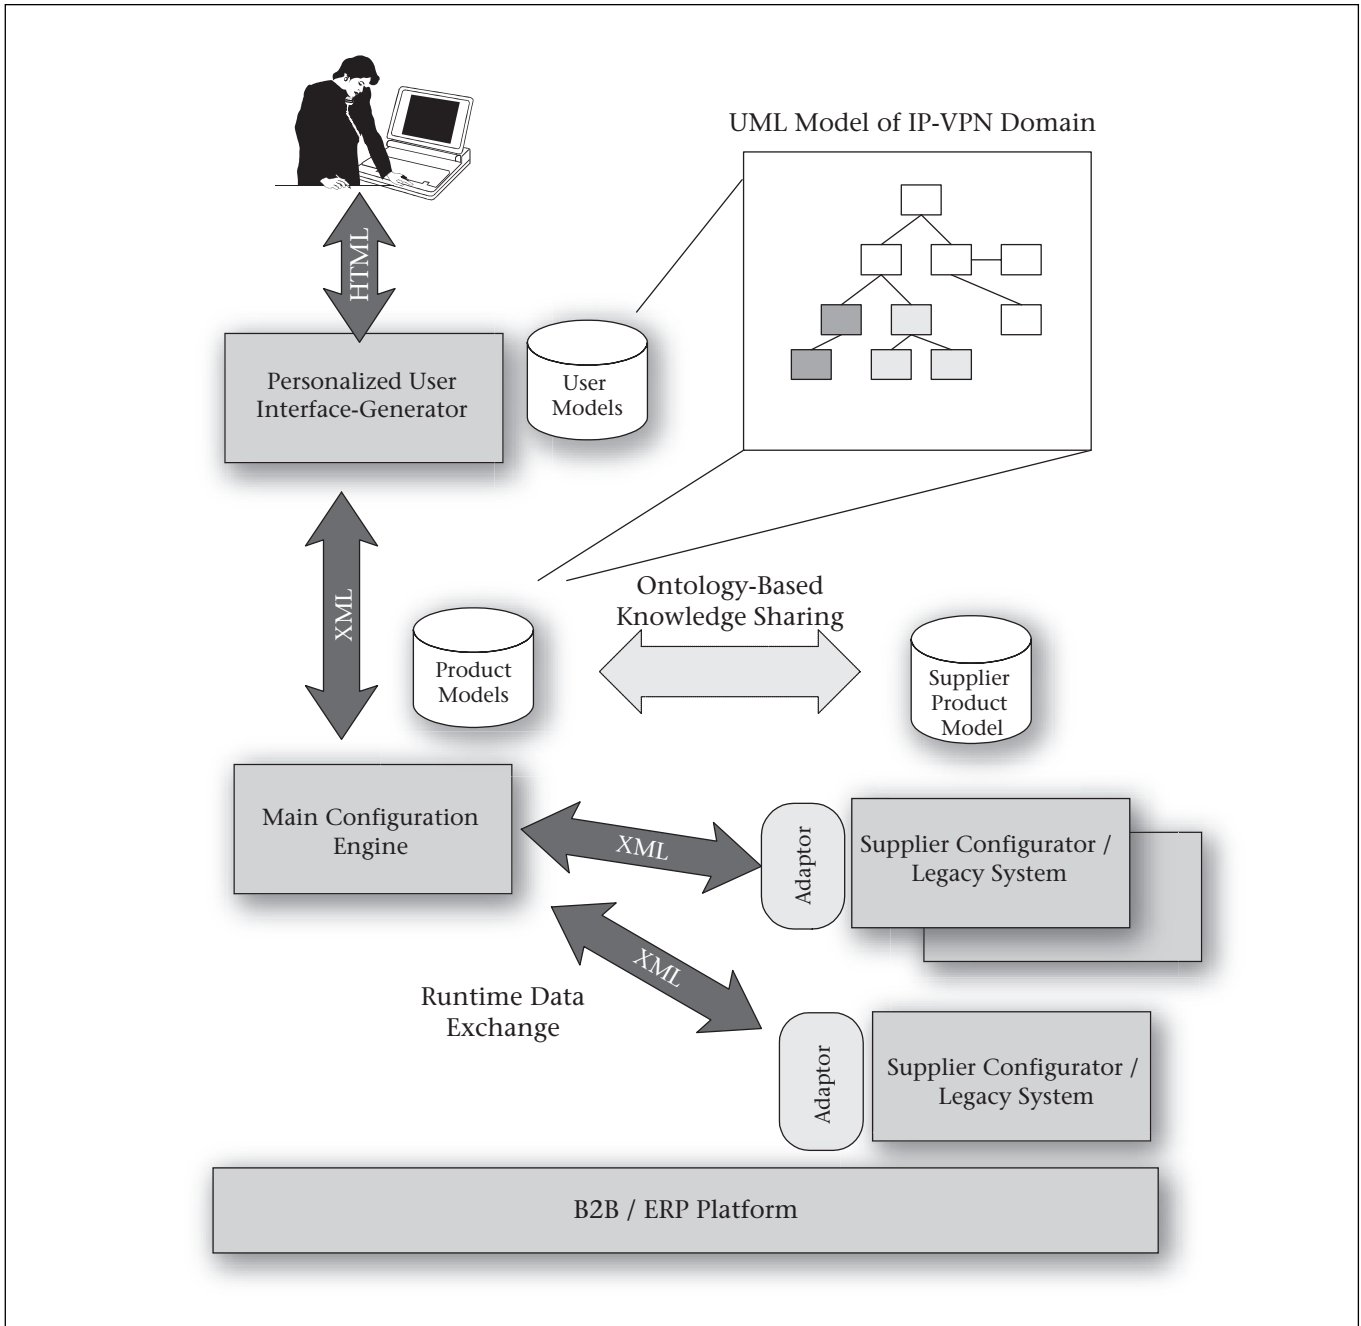 UML Model of IP-VPN Domain
HTML
Personalized User
Interface-Generator
User
Models
XML
Ontology-Based
Knowledge Sharing
Product
Models
Supplier
Product
Model
Main Configuration
Engine
XML
Adaptor
Supplier Configurator /
Legacy System
XML
Runtime Data
Exchange
Adaptor
Supplier Configurator /
Legacy System
B2B / ERP Platform